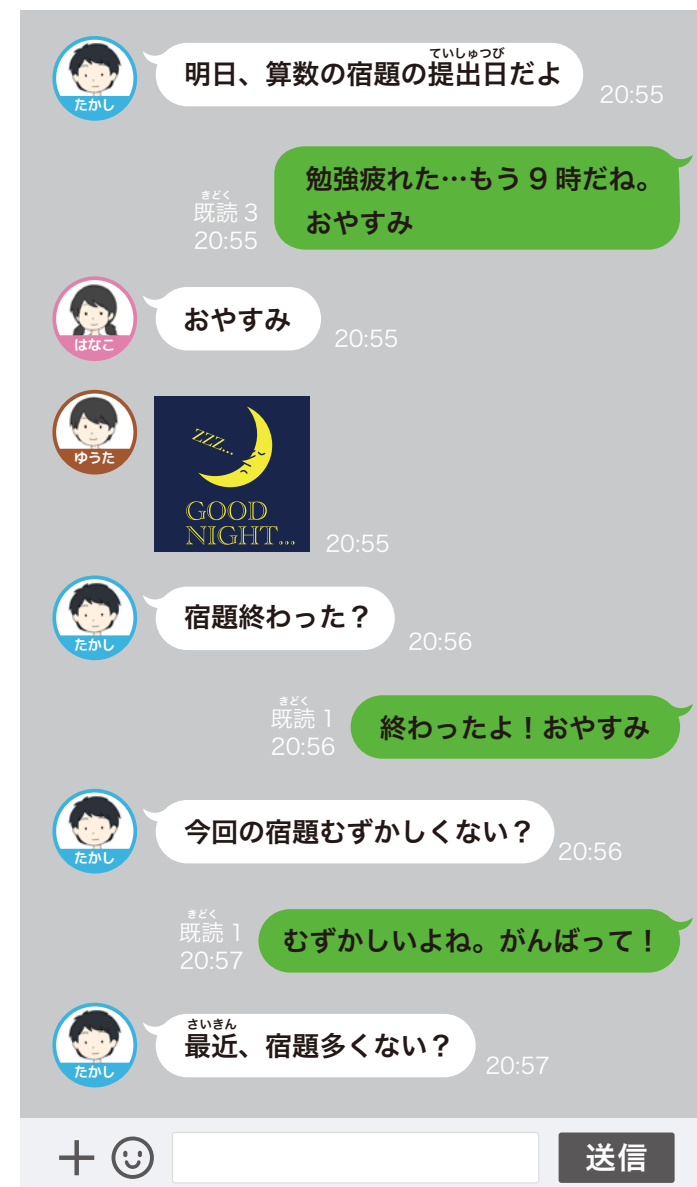 ていしゅつび
明日、算数の宿題の提出日だよ
たかし
20:55
勉強疲れた…もう9時だね。
おやすみ
きどく
既読 3
20:55
おやすみ
はなこ
20:55
ゆうた
ZZZ...
GOOD
NIGHT...
20:55
宿題終わった？
たかし
20:56
きどく
既読 1
20:56
終わったよ！おやすみ
今回の宿題むずかしくない？
たかし
20:56
きどく
既読 1
20:57
むずかしいよね。がんばって！
さいきん
最近、宿題多くない？
たかし
20:57
送信